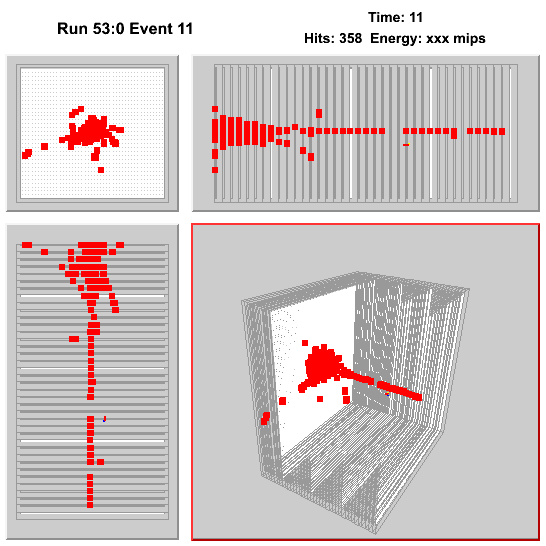 Run 53:0 Event 11
Time: 11
Hits: 358 Energy: xxx mips